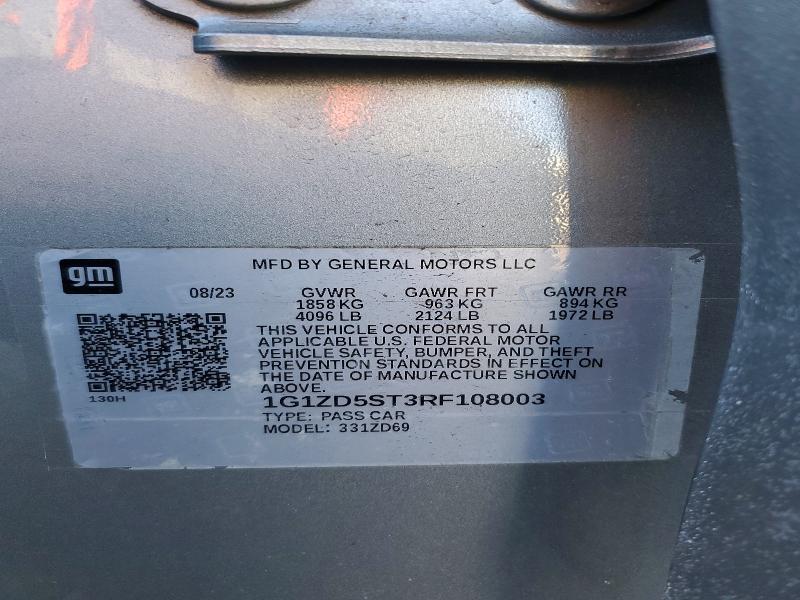 gm
MFD BY GENERAL MOTORS LLC
08/23 GVWR GAWR FRT GAWR RR
1858 KG 963 KG 894 KG
4096 LB 2124 LB 1972 LB
THIS VEHICLE CONFORMS TO ALL
APPLICABLE U.S. FEDERAL MOTOR
VEHICLE SAFETY, BUMPER, AND THEFT
PREVENTION STANDARDS IN EFFECT ON
THE DATE OF MANUFACTURE SHOWN
ABOVE.
130H
1G1ZD5ST3RF108003
TYPE: PASS CAR
MODEL: 331ZD69